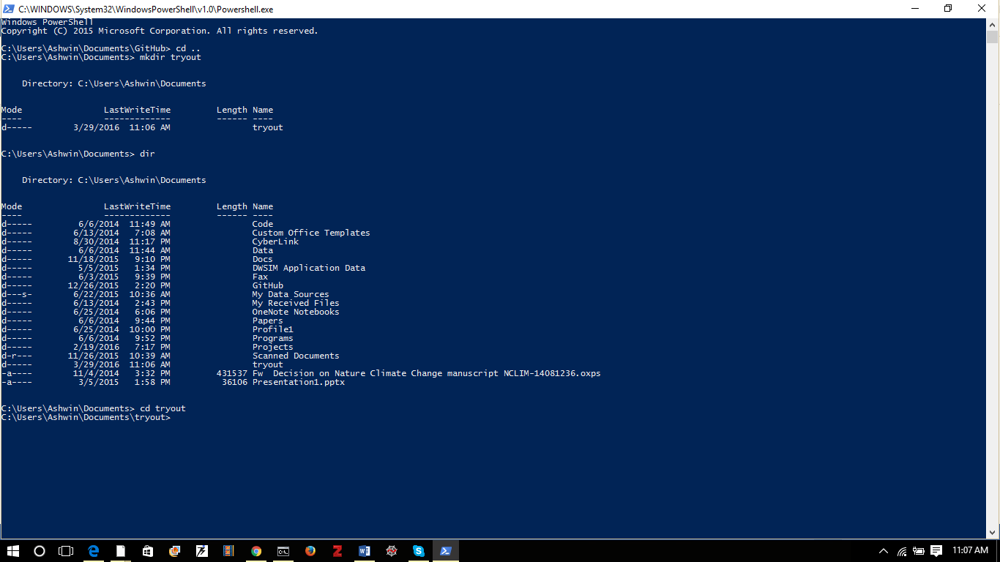 C:\WINDOWS\System32\WindowsPowerShell\v1.0\Powershell.exe
Windows PowerShell
Copyright (C) 2015 Microsoft Corporation. All rights reserved.
C:\Users\Ashwin\Documents\GitHub> cd ..
C:\Users\Ashwin\Documents> mkdir tryout
Directory: C:\Users\Ashwin\Documents
Mode LastWriteTime Length Name
---- ------------- ------ ----
d----- 3/29/2016 11:06 AM tryout
C:\Users\Ashwin\Documents> dir
Directory: C:\Users\Ashwin\Documents
Mode LastWriteTime Length Name
---- ------------- ------ ----
d----- 6/6/2014 11:49 AM Code
d----- 6/13/2014 7:08 AM Custom Office Templates
d----- 8/30/2014 11:17 PM CyberLink
d----- 6/6/2014 11:44 AM Data
d----- 11/18/2015 9:10 PM Docs
d----- 5/5/2015 1:34 PM DWSIM Application Data
d----- 6/3/2015 9:39 PM Fax
d----- 12/26/2015 2:20 PM GitHub
d---s- 6/22/2015 10:36 AM My Data Sources
d----- 6/13/2014 2:43 PM My Received Files
d----- 6/25/2014 6:06 PM OneNote Notebooks
d----- 6/6/2014 9:44 PM Papers
d----- 6/25/2014 10:00 PM Profile1
d----- 6/6/2014 9:52 PM Programs
d----- 2/19/2016 7:17 PM Projects
d-r--- 11/26/2015 10:39 AM Scanned Documents
d----- 3/29/2016 11:06 AM tryout
-a---- 11/4/2014 3:32 PM 431537 Fw  Decision on Nature Climate Change manuscript NCLIM-14081236.oxps
-a---- 3/5/2015 1:58 PM 36106 Presentation1.pptx
C:\Users\Ashwin\Documents> cd tryout
C:\Users\Ashwin\Documents\tryout>
11:07 AM